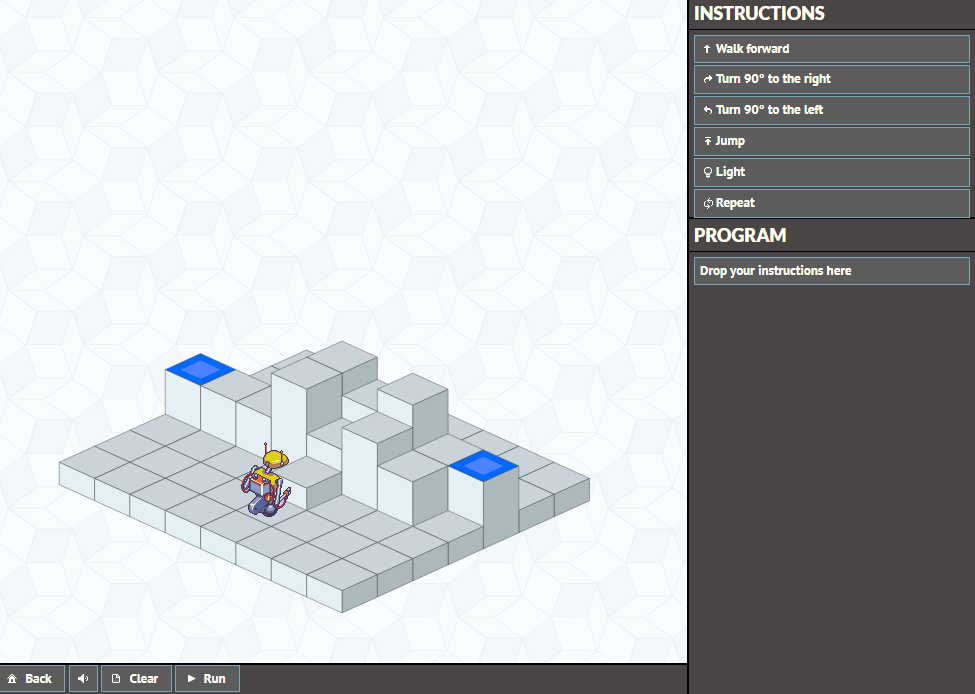 INSTRUCTIONS
Walk forward
Turn 90° to the right
Turn 90° to the left
Jump
Light
Repeat
PROGRAM
Drop your instructions here
Back
Clear
Run